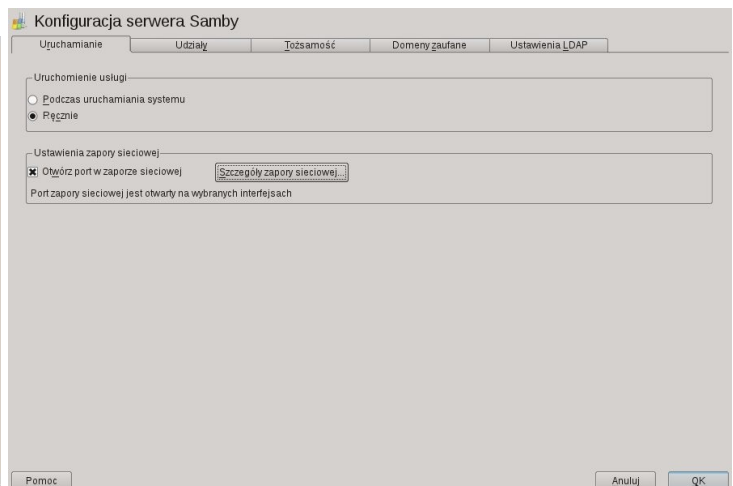 Konfiguracja serwera Samby
Uruchamianie
Udziały
Tożsamość
Domeny zaufane
Ustawienia LDAP
Uruchomienie usługi
Podczas uruchamiania systemu
Ręcznie
Ustawienia zapory sieciowej
Otwórz port w zaporze sieciowej
Szczegóły zapory sieciowej...
Port zapory sieciowej jest otwarty na wybranych interfejsach
Pomoc
Anuluj
OK